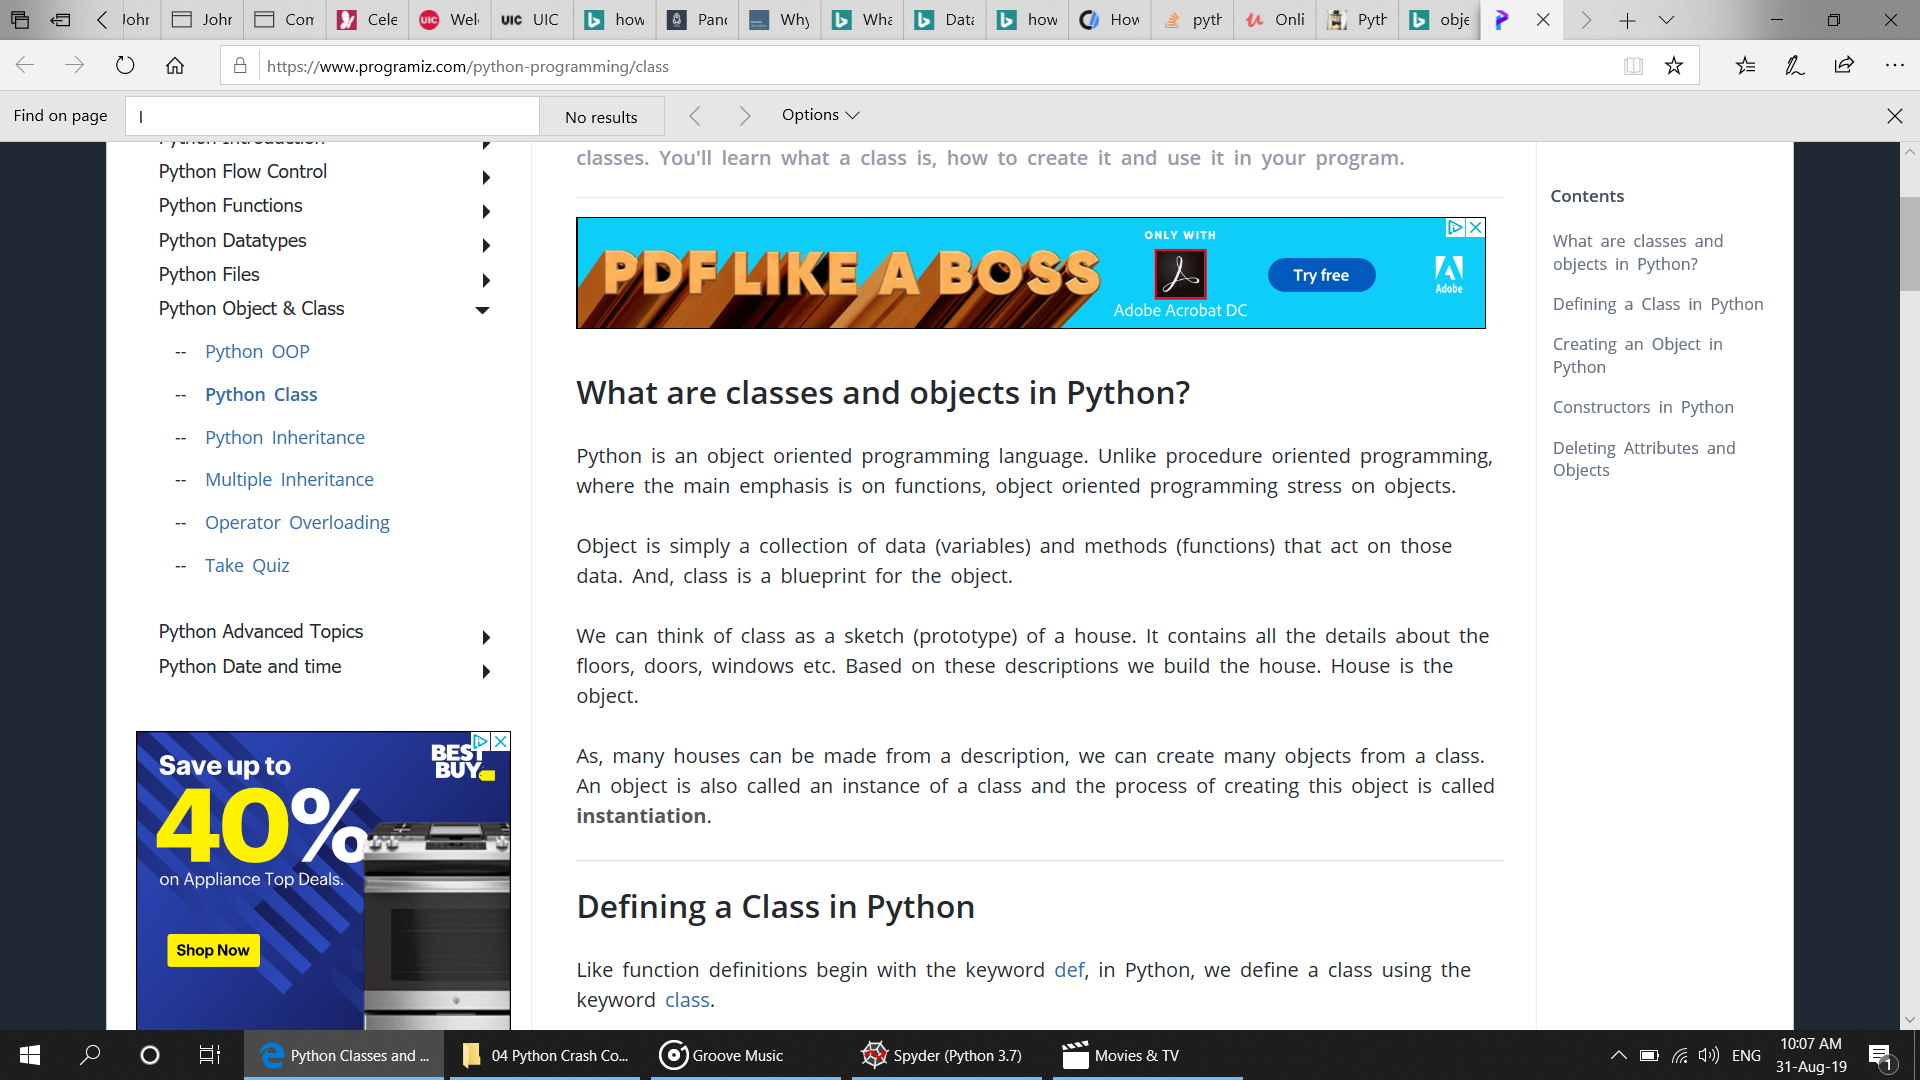 John
John
Com
Cele
Wel
UIC
how
Pand
Why
Wha
Data
how
How
pyth
Onli
Pyth
obje
https://www.programiz.com/python-programming/class
Find on page
l
No results
Options
Python Introduction
Python Flow Control
Python Functions
Python Datatypes
Python Files
Python Object & Class
-- Python OOP
-- Python Class
-- Python Inheritance
-- Multiple Inheritance
-- Operator Overloading
-- Take Quiz
Python Advanced Topics
Python Date and time
Save up to
BEST BUY
40%
on Appliance Top Deals.
Shop Now
classes. You'll learn what a class is, how to create it and use it in your program.
PDF LIKE A BOSS
ONLY WITH
Adobe Acrobat DC
Try free
Adobe
What are classes and objects in Python?
Python is an object oriented programming language. Unlike procedure oriented programming,
where the main emphasis is on functions, object oriented programming stress on objects.
Object is simply a collection of data (variables) and methods (functions) that act on those
data. And, class is a blueprint for the object.
We can think of class as a sketch (prototype) of a house. It contains all the details about the
floors, doors, windows etc. Based on these descriptions we build the house. House is the
object.
As, many houses can be made from a description, we can create many objects from a class.
An object is also called an instance of a class and the process of creating this object is called
instantiation.
Defining a Class in Python
Like function definitions begin with the keyword def, in Python, we define a class using the
keyword class.
Contents
What are classes and
objects in Python?
Defining a Class in Python
Creating an Object in
Python
Constructors in Python
Deleting Attributes and
Objects
Python Classes and ...
04 Python Crash Co...
Groove Music
Spyder (Python 3.7)
Movies & TV
ENG
10:07 AM
31-Aug-19
1